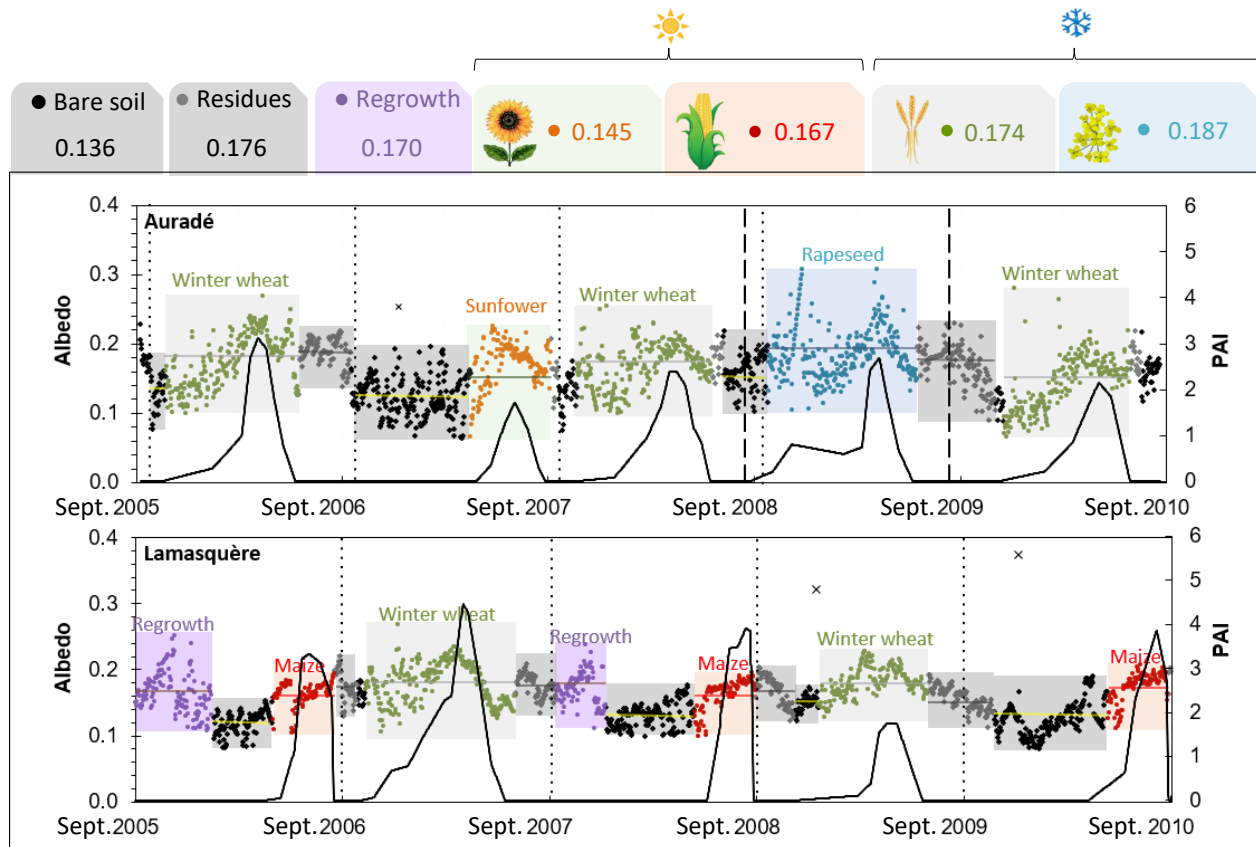 ● Bare soil
0.136
● Residues
0.176
● Regrowth
0.170
● 0.145
● 0.167
● 0.174
● 0.187
Auradé
Albedo
PAI
0.4
0.3
0.2
0.1
0.0
6
5
4
3
2
1
0
Winter wheat
Sunfower
Winter wheat
Rapeseed
Winter wheat
Sept. 2005
Sept. 2006
Sept. 2007
Sept. 2008
Sept. 2009
Sept. 2010
Lamasquère
Albedo
PAI
0.4
0.3
0.2
0.1
0.0
6
5
4
3
2
1
0
Regrowth
Maize
Winter wheat
Regrowth
Maize
Winter wheat
Maize
Sept. 2005
Sept. 2006
Sept. 2007
Sept. 2008
Sept. 2009
Sept. 2010